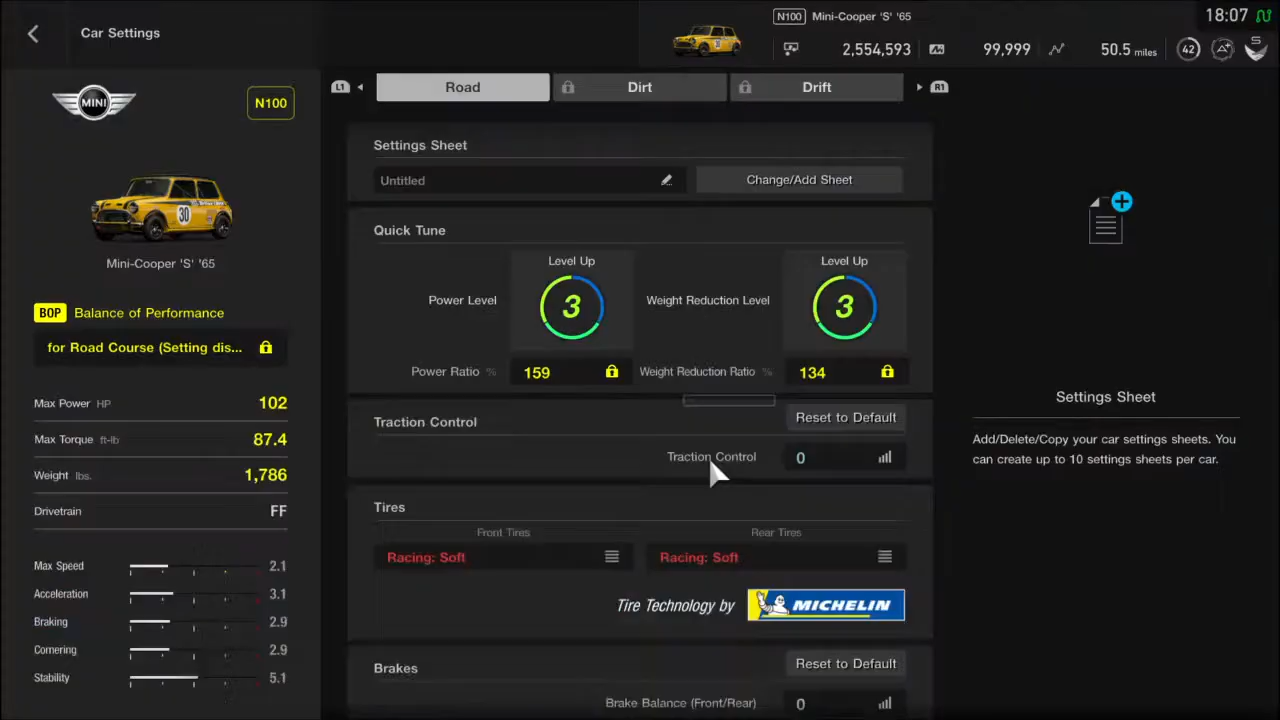 Car Settings
N100 Mini-Cooper 'S' '65
18:07
2,554,593
99,999
50.5 miles
42
A+
S
MINI
N100
30
Mini-Cooper 'S' '65
BOP Balance of Performance
for Road Course (Setting dis...
Max Power HP 102
Max Torque ft-lb 87.4
Weight lbs. 1,786
Drivetrain FF
Max Speed 2.1
Acceleration 3.1
Braking 2.9
Cornering 2.9
Stability 5.1
L1 Road Dirt Drift R1
Settings Sheet
Untitled
Change/Add Sheet
Quick Tune
Level Up
Level Up
Power Level 3
Weight Reduction Level 3
Power Ratio % 159
Weight Reduction Ratio % 134
Traction Control
Reset to Default
Traction Control 0
Tires
Front Tires
Rear Tires
Racing: Soft
Racing: Soft
Tire Technology by MICHELIN
Brakes
Reset to Default
Brake Balance (Front/Rear) 0
Settings Sheet
Add/Delete/Copy your car settings sheets. You
can create up to 10 settings sheets per car.